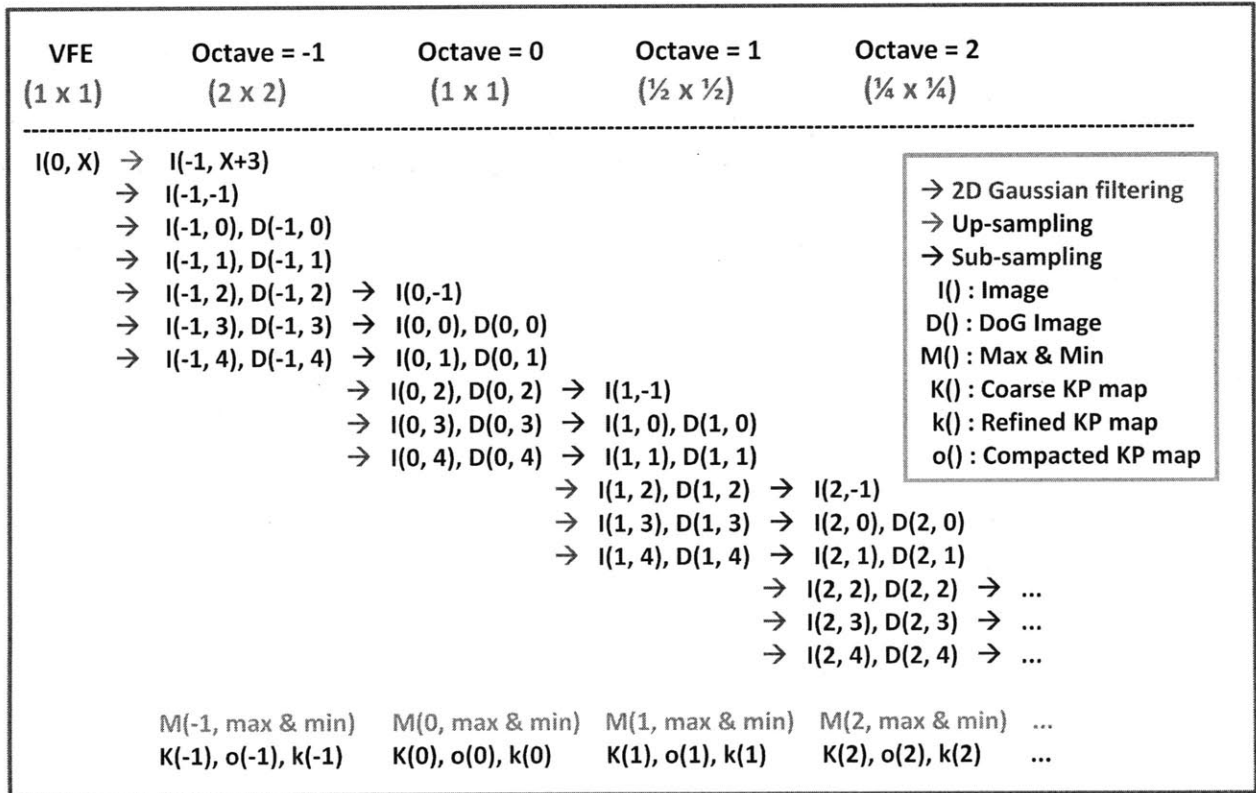 VFE Octave = -1 Octave = 0 Octave = 1 Octave = 2
(1 x 1) (2 x 2) (1 x 1) (½ x ½) (¼ x ¼)
I(0, X) → I(-1, X+3)
→ I(-1,-1)
→ I(-1, 0), D(-1, 0)
→ I(-1, 1), D(-1, 1)
→ I(-1, 2), D(-1, 2) → I(0,-1)
→ I(-1, 3), D(-1, 3) → I(0, 0), D(0, 0)
→ I(-1, 4), D(-1, 4) → I(0, 1), D(0, 1)
→ I(0, 2), D(0, 2) → I(1,-1)
→ I(0, 3), D(0, 3) → I(1, 0), D(1, 0)
→ I(0, 4), D(0, 4) → I(1, 1), D(1, 1)
→ I(1, 2), D(1, 2) → I(2,-1)
→ I(1, 3), D(1, 3) → I(2, 0), D(2, 0)
→ I(1, 4), D(1, 4) → I(2, 1), D(2, 1)
→ I(2, 2), D(2, 2) → ...
→ I(2, 3), D(2, 3) → ...
→ I(2, 4), D(2, 4) → ...
→ 2D Gaussian filtering
→ Up-sampling
→ Sub-sampling
I() : Image
D() : DoG Image
M() : Max & Min
K() : Coarse KP map
k() : Refined KP map
o() : Compacted KP map
M(-1, max & min) M(0, max & min) M(1, max & min) M(2, max & min) ...
K(-1), o(-1), k(-1) K(0), o(0), k(0) K(1), o(1), k(1) K(2), o(2), k(2) ...